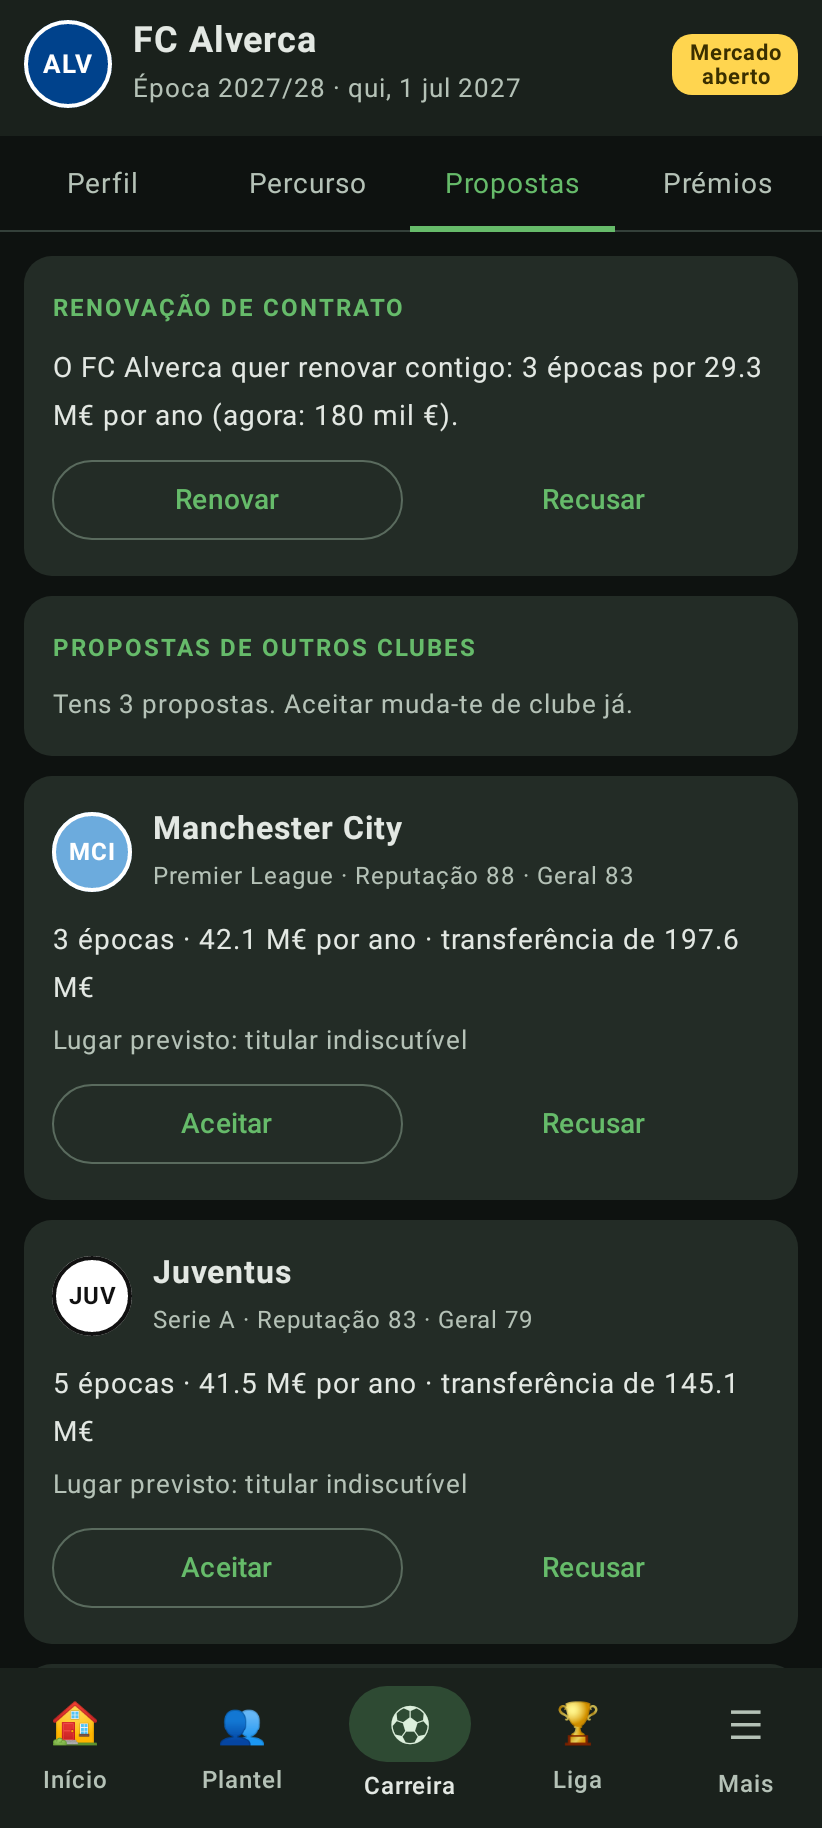 ALV
FC Alverca
Época 2027/28 · qui, 1 jul 2027
Mercado
aberto
Perfil
Percurso
Propostas
Prémios
RENOVAÇÃO DE CONTRATO
O FC Alverca quer renovar contigo: 3 épocas por 29.3
M€ por ano (agora: 180 mil €).
Renovar
Recusar
PROPOSTAS DE OUTROS CLUBES
Tens 3 propostas. Aceitar muda-te de clube já.
MCI
Manchester City
Premier League · Reputação 88 · Geral 83
3 épocas · 42.1 M€ por ano · transferência de 197.6
M€
Lugar previsto: titular indiscutível
Aceitar
Recusar
JUV
Juventus
Serie A · Reputação 83 · Geral 79
5 épocas · 41.5 M€ por ano · transferência de 145.1
M€
Lugar previsto: titular indiscutível
Aceitar
Recusar
Início
Plantel
Carreira
Liga
Mais